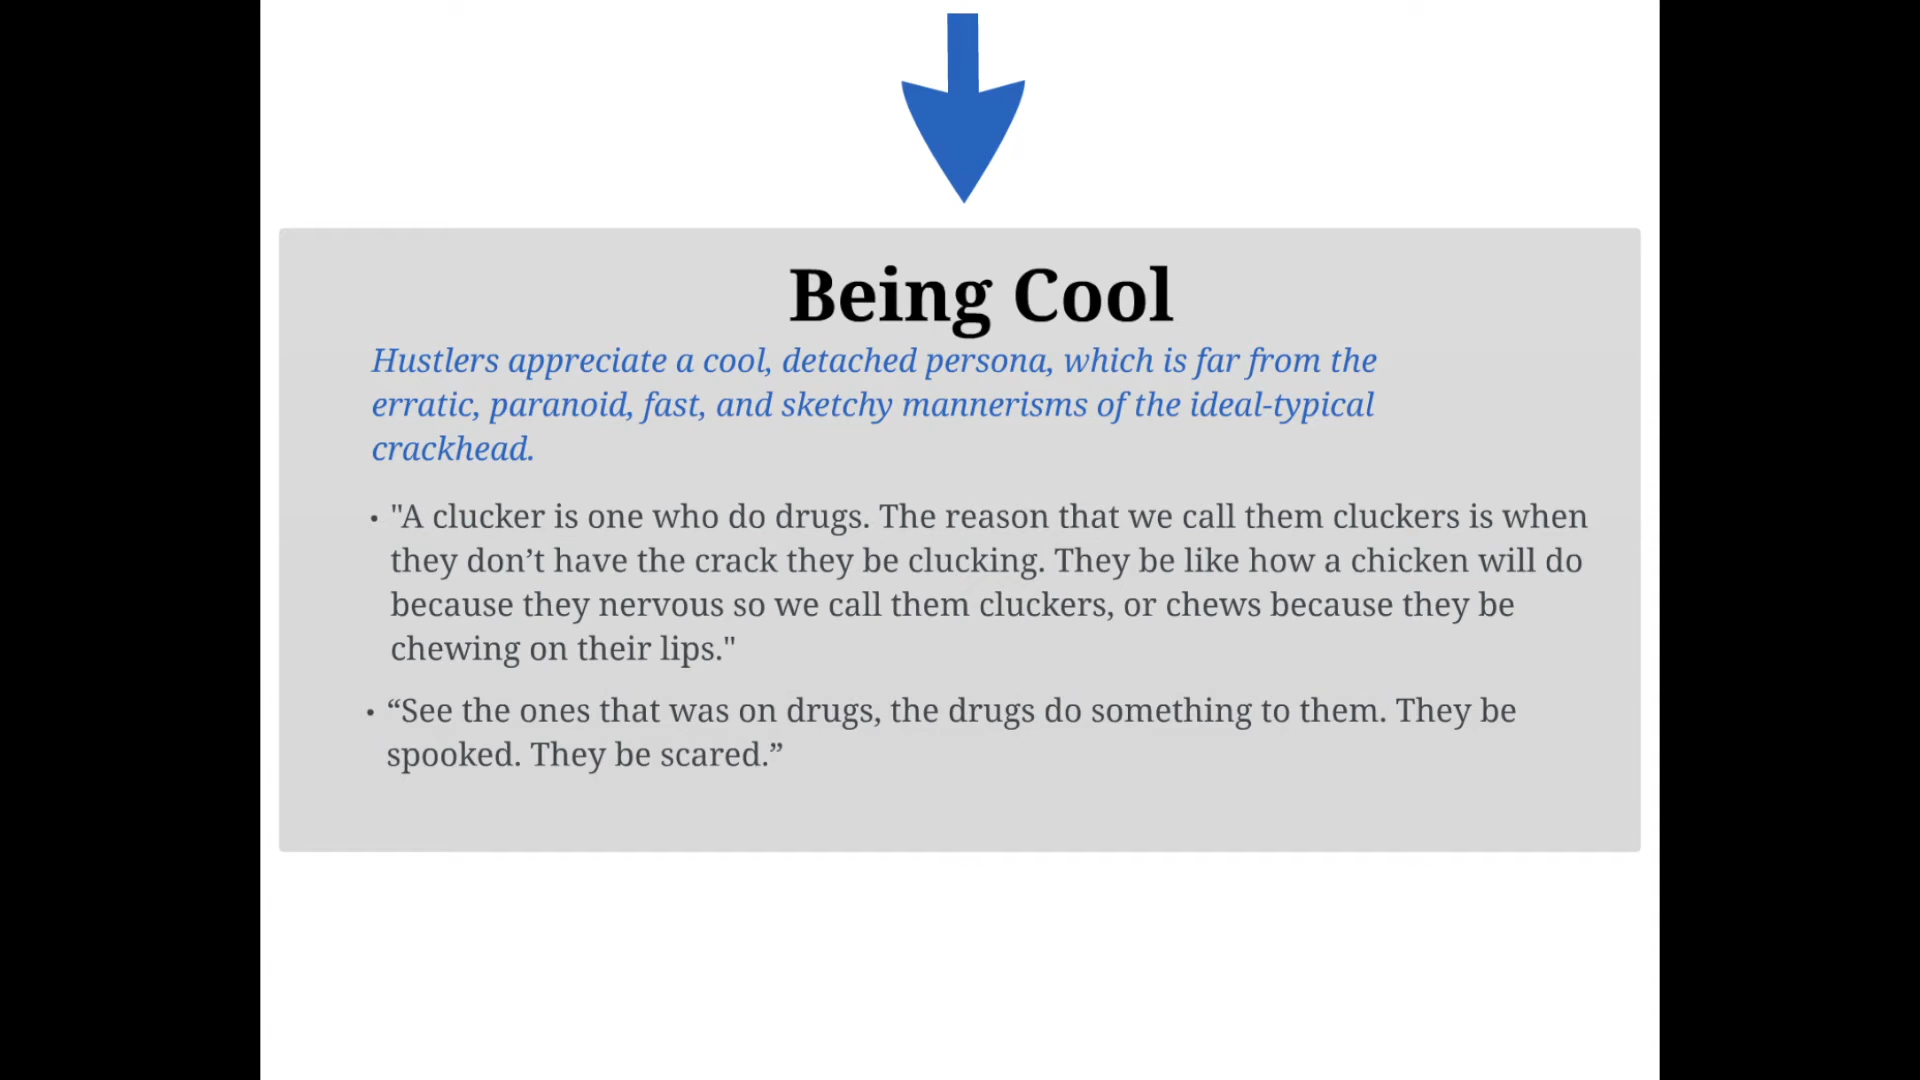 Being Cool
Hustlers appreciate a cool, detached persona, which is far from the
erratic, paranoid, fast, and sketchy mannerisms of the ideal-typical
crackhead.
• "A clucker is one who do drugs. The reason that we call them cluckers is when
they don’t have the crack they be clucking. They be like how a chicken will do
because they nervous so we call them cluckers, or chews because they be
chewing on their lips."
• “See the ones that was on drugs, the drugs do something to them. They be
spooked. They be scared.”